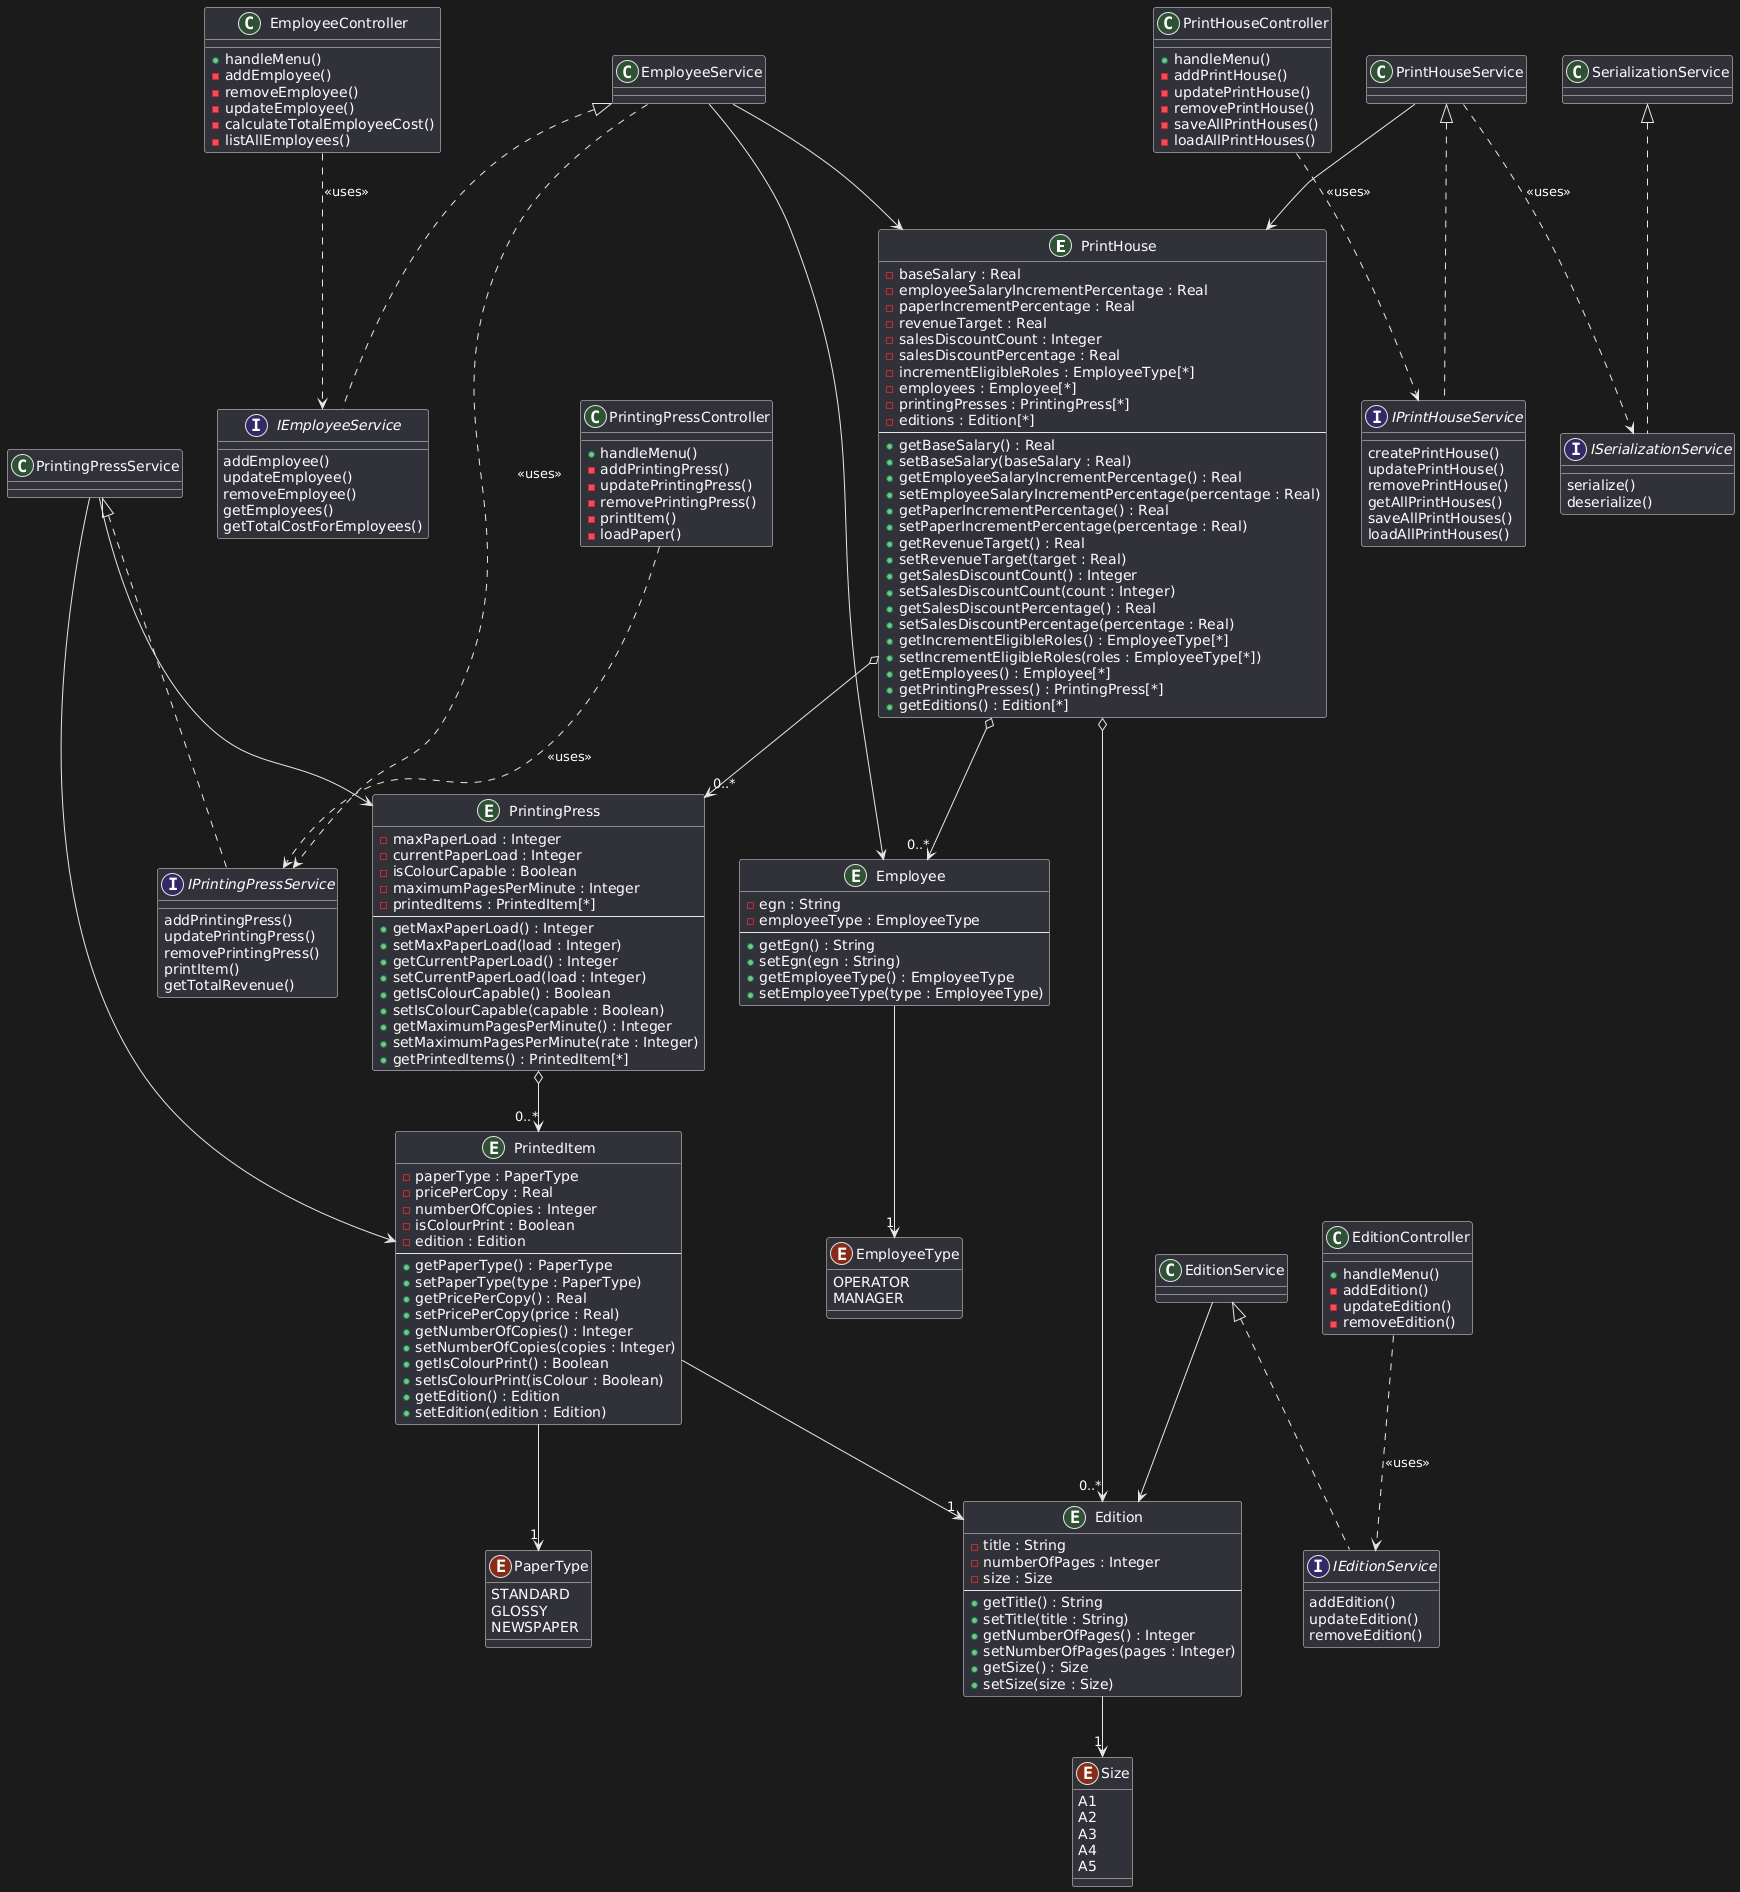 C EmployeeController
handleMenu()
addEmployee()
removeEmployee()
updateEmployee()
calculateTotalEmployeeCost()
listAllEmployees()
C EmployeeService
C PrintHouseController
handleMenu()
addPrintHouse()
updatePrintHouse()
removePrintHouse()
saveAllPrintHouses()
loadAllPrintHouses()
C PrintHouseService
C SerializationService
«uses»
«uses»
«uses»
E PrintHouse
baseSalary : Real
employeeSalaryIncrementPercentage : Real
paperIncrementPercentage : Real
revenueTarget : Real
salesDiscountCount : Integer
salesDiscountPercentage : Real
incrementEligibleRoles : EmployeeType[*]
employees : Employee[*]
printingPresses : PrintingPress[*]
editions : Edition[*]
getBaseSalary() : Real
setBaseSalary(baseSalary : Real)
getEmployeeSalaryIncrementPercentage() : Real
setEmployeeSalaryIncrementPercentage(percentage : Real)
getPaperIncrementPercentage() : Real
setPaperIncrementPercentage(percentage : Real)
getRevenueTarget() : Real
setRevenueTarget(target : Real)
getSalesDiscountCount() : Integer
setSalesDiscountCount(count : Integer)
getSalesDiscountPercentage() : Real
setSalesDiscountPercentage(percentage : Real)
getIncrementEligibleRoles() : EmployeeType[*]
setIncrementEligibleRoles(roles : EmployeeType[*])
getEmployees() : Employee[*]
getPrintingPresses() : PrintingPress[*]
getEditions() : Edition[*]
C PrintingPressService
I IEmployeeService
addEmployee()
updateEmployee()
removeEmployee()
getEmployees()
getTotalCostForEmployees()
«uses»
C PrintingPressController
handleMenu()
addPrintingPress()
updatePrintingPress()
removePrintingPress()
printItem()
loadPaper()
I IPrintHouseService
createPrintHouse()
updatePrintHouse()
removePrintHouse()
getAllPrintHouses()
saveAllPrintHouses()
loadAllPrintHouses()
I ISerializationService
serialize()
deserialize()
«uses»
0..*
0..*
E PrintingPress
maxPaperLoad : Integer
currentPaperLoad : Integer
isColourCapable : Boolean
maximumPagesPerMinute : Integer
printedItems : PrintedItem[*]
getMaxPaperLoad() : Integer
setMaxPaperLoad(load : Integer)
getCurrentPaperLoad() : Integer
setCurrentPaperLoad(load : Integer)
getIsColourCapable() : Boolean
setIsColourCapable(capable : Boolean)
getMaximumPagesPerMinute() : Integer
setMaximumPagesPerMinute(rate : Integer)
getPrintedItems() : PrintedItem[*]
I IPrintingPressService
addPrintingPress()
updatePrintingPress()
removePrintingPress()
printItem()
getTotalRevenue()
E Employee
egn : String
employeeType : EmployeeType
getEgn() : String
setEgn(egn : String)
getEmployeeType() : EmployeeType
setEmployeeType(type : EmployeeType)
0..*
E PrintedItem
paperType : PaperType
pricePerCopy : Real
numberOfCopies : Integer
isColourPrint : Boolean
edition : Edition
getPaperType() : PaperType
setPaperType(type : PaperType)
getPricePerCopy() : Real
setPricePerCopy(price : Real)
getNumberOfCopies() : Integer
setNumberOfCopies(copies : Integer)
getIsColourPrint() : Boolean
setIsColourPrint(isColour : Boolean)
getEdition() : Edition
setEdition(edition : Edition)
1
E EmployeeType
OPERATOR
MANAGER
C EditionService
C EditionController
handleMenu()
addEdition()
updateEdition()
removeEdition()
«uses»
0..*
1
1
E PaperType
STANDARD
GLOSSY
NEWSPAPER
E Edition
title : String
numberOfPages : Integer
size : Size
getTitle() : String
setTitle(title : String)
getNumberOfPages() : Integer
setNumberOfPages(pages : Integer)
getSize() : Size
setSize(size : Size)
I IEditionService
addEdition()
updateEdition()
removeEdition()
1
E Size
A1
A2
A3
A4
A5